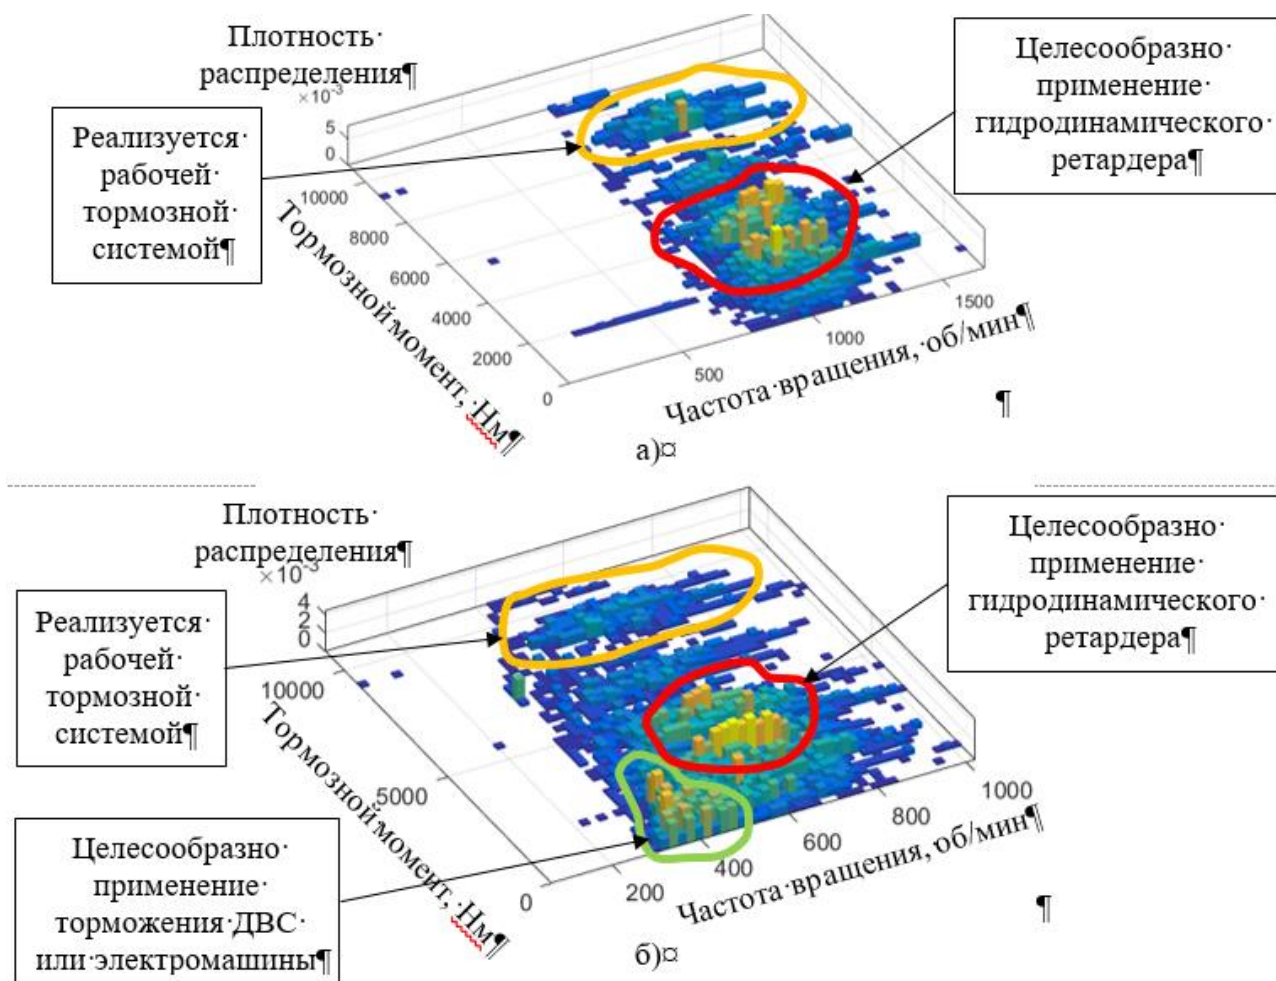 Плотность·
распределения¶
×10⁻³
5
0
Реализуется·
рабочей·
тормозной·
системой¶
Целесообразно·
применение·
гидродинамического·
ретардера¶
10000
8000
6000
4000
2000
0
Тормозной·момент,·Нм¶
500
1000
1500
Частота·вращения,·об/мин¶
¶
а)¤
Плотность·
распределения¶
×10⁻³
4
2
0
Реализуется·
рабочей·
тормозной·
системой¶
Целесообразно·
применение·
гидродинамического·
ретардера¶
10000
5000
0
Тормозной·момент,·Нм¶
200
400
600
800
1000
Частота·вращения,·об/мин¶
¶
Целесообразно·
применение·
торможения·ДВС·
или·электромашины¶
б)¤